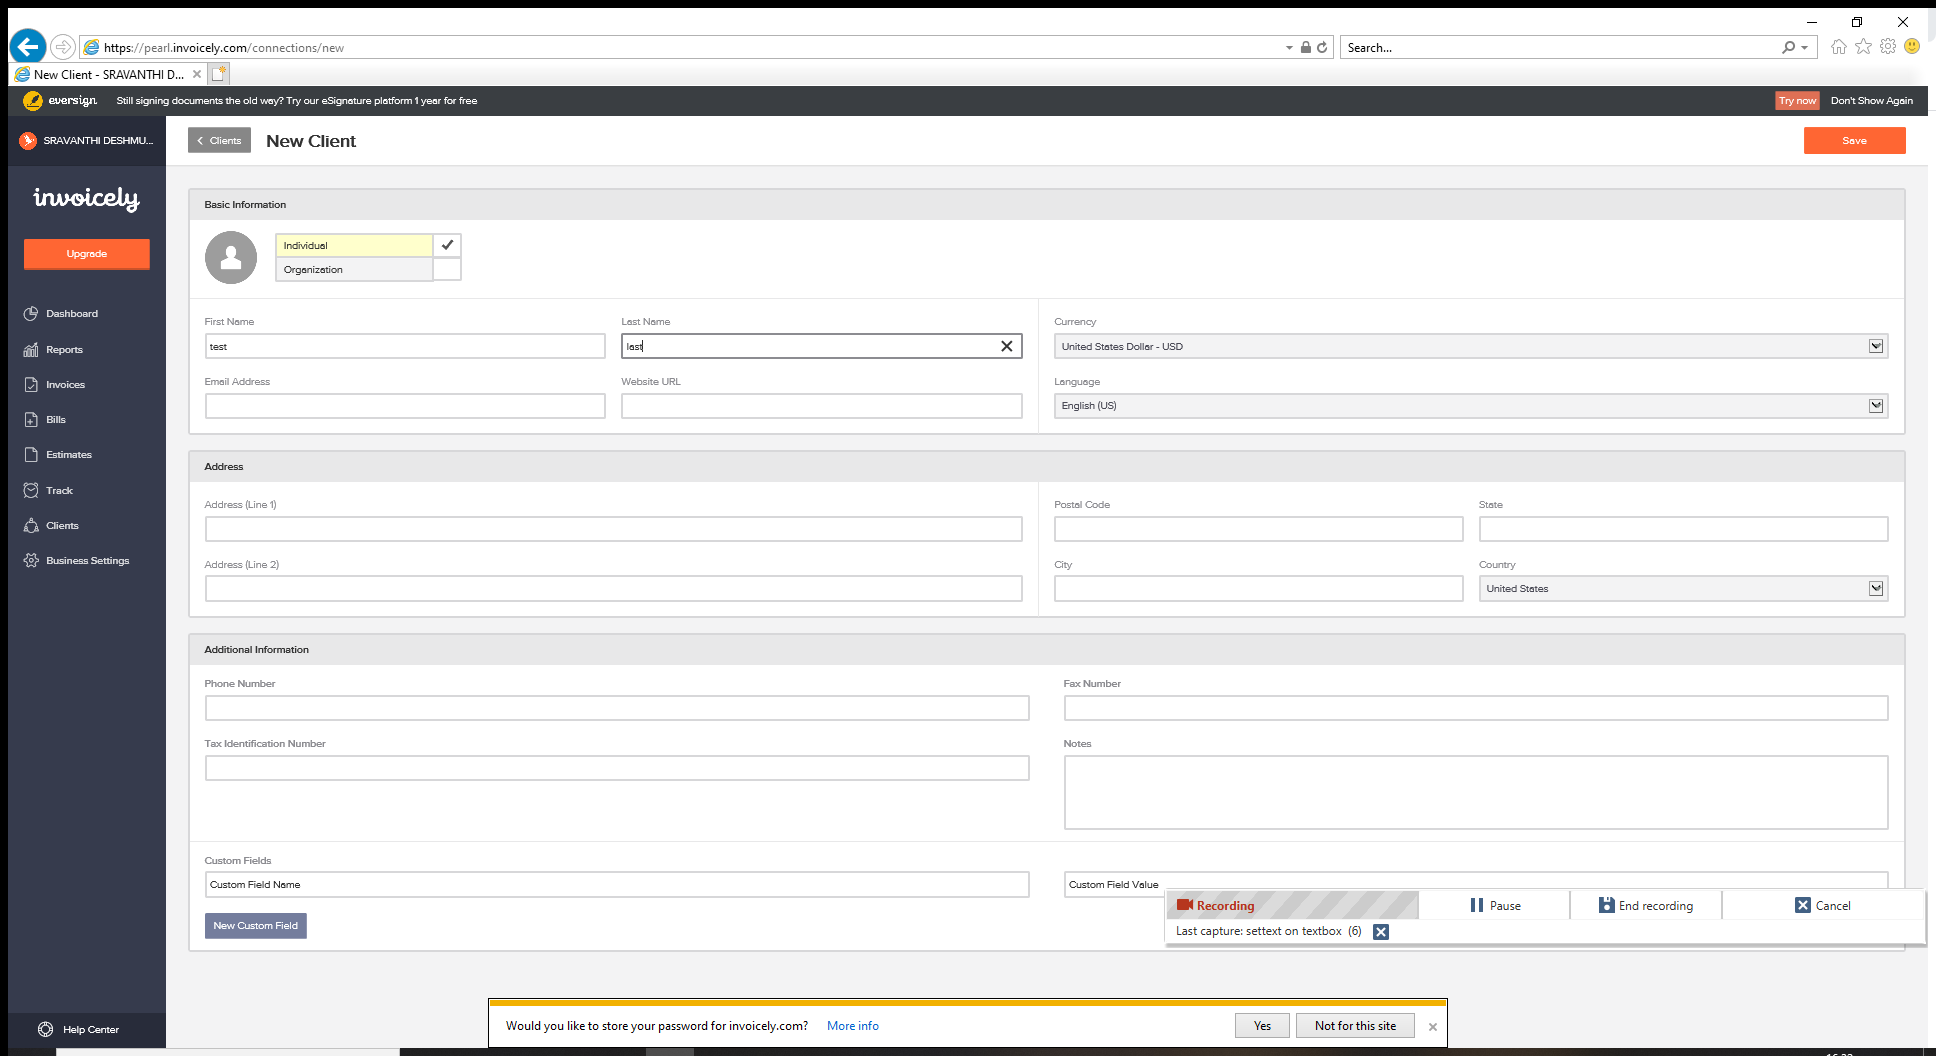 https://pearl.invoicely.com/connections/new
Search...
New Client - SRAVANTHI D...
eversign
Still signing documents the old way? Try our eSignature platform 1 year for free
Try now
Don't Show Again
SRAVANTHI DESHMU...
Clients
New Client
Save
invoicely
Upgrade
Dashboard
Reports
Invoices
Bills
Estimates
Track
Clients
Business Settings
Help Center
Basic Information
Individual
Organization
First Name
Last Name
Currency
test
last
United States Dollar - USD
Email Address
Website URL
Language
English (US)
Address
Address (Line 1)
Postal Code
State
Address (Line 2)
City
Country
United States
Additional Information
Phone Number
Fax Number
Tax Identification Number
Notes
Custom Fields
Custom Field Name
Custom Field Value
New Custom Field
Recording
Pause
End recording
Cancel
Last capture: settext on textbox (6)
Would you like to store your password for invoicely.com?
More info
Yes
Not for this site